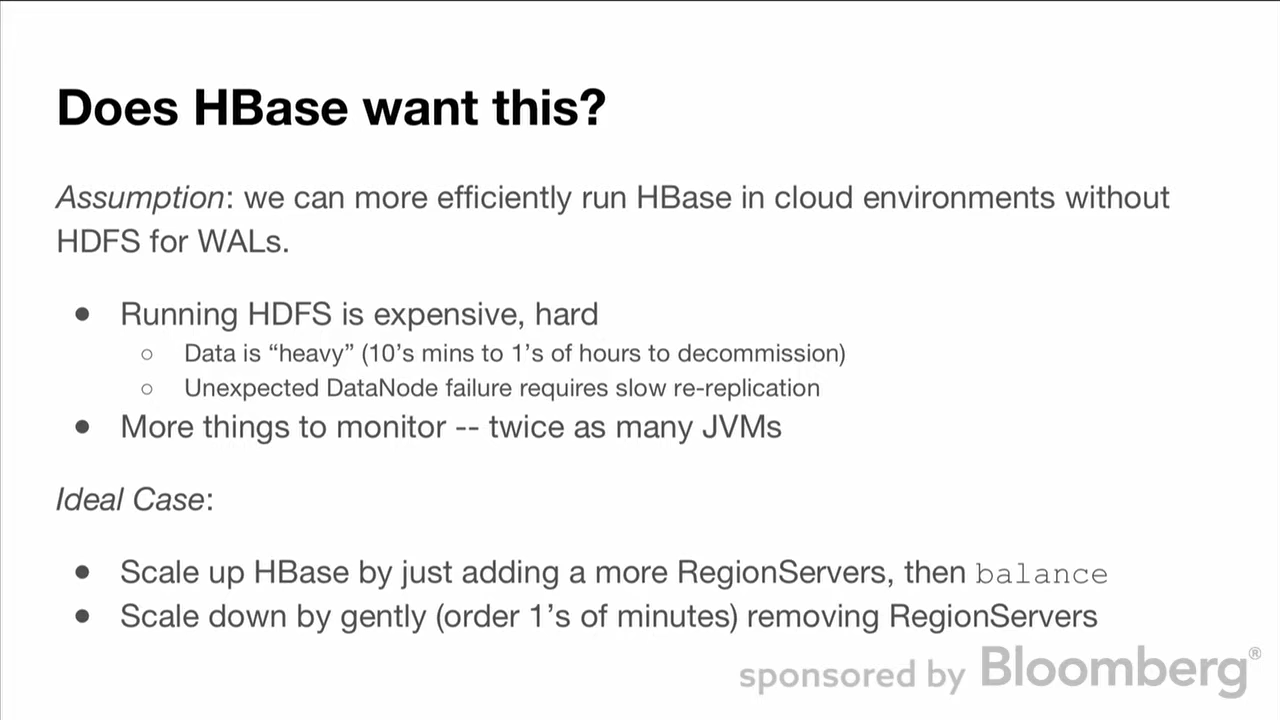 Does HBase want this?
Assumption: we can more efficiently run HBase in cloud environments without
HDFS for WALs.
● Running HDFS is expensive, hard
○ Data is “heavy” (10’s mins to 1’s of hours to decommission)
○ Unexpected DataNode failure requires slow re-replication
● More things to monitor -- twice as many JVMs
Ideal Case:
● Scale up HBase by just adding a more RegionServers, then balance
● Scale down by gently (order 1’s of minutes) removing RegionServers
sponsored by Bloomberg®